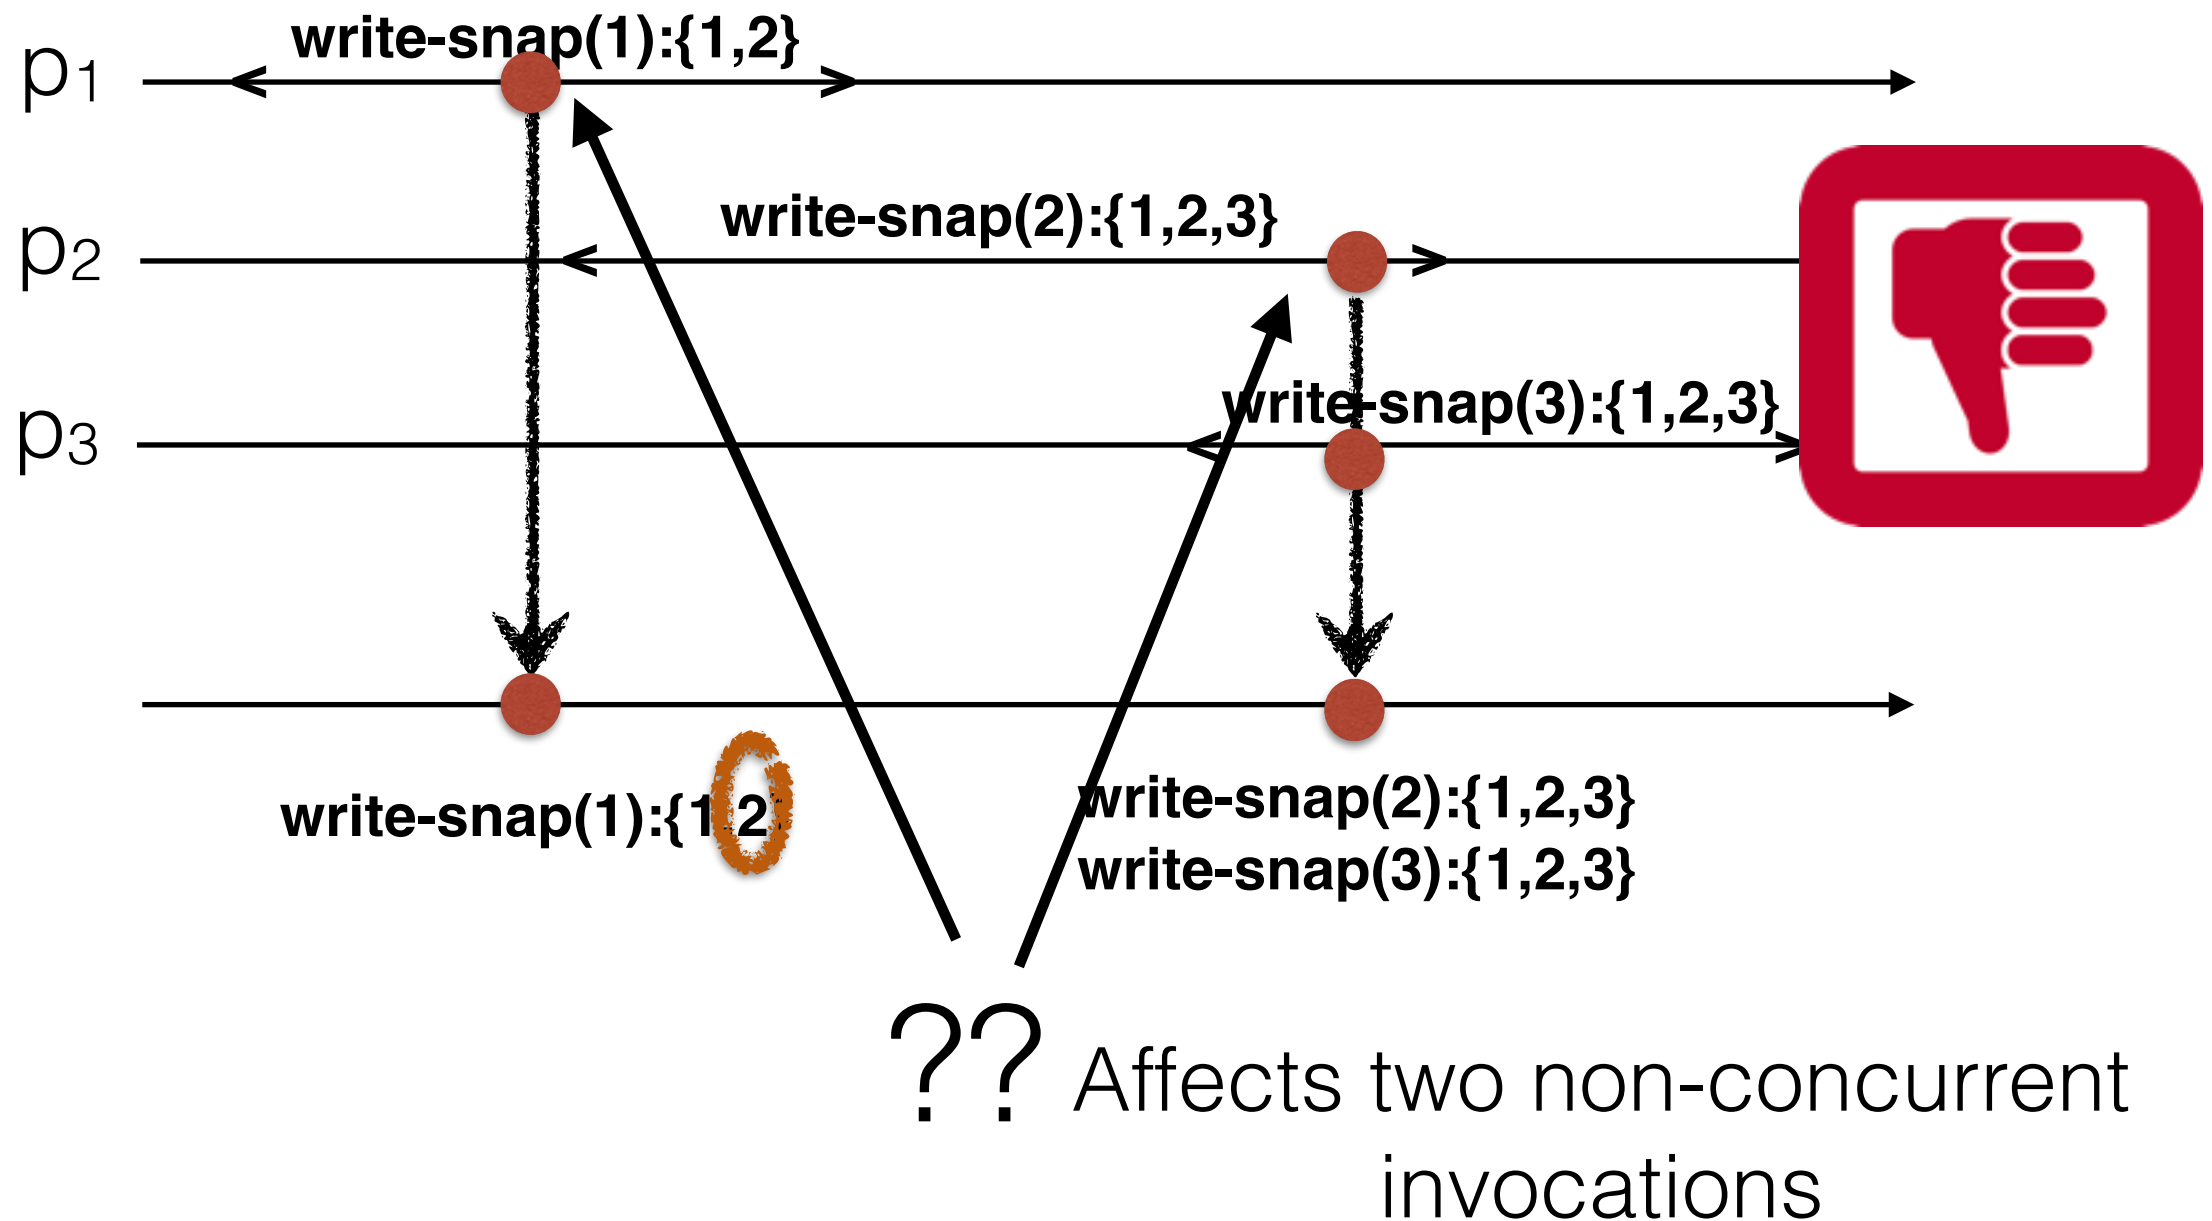 write-snap(1):{1,2}
p1
write-snap(2):{1,2,3}
p2
write-snap(3):{1,2,3}
p3
write-snap(1):{1,2}
write-snap(2):{1,2,3}
write-snap(3):{1,2,3}
?? Affects two non-concurrent
invocations